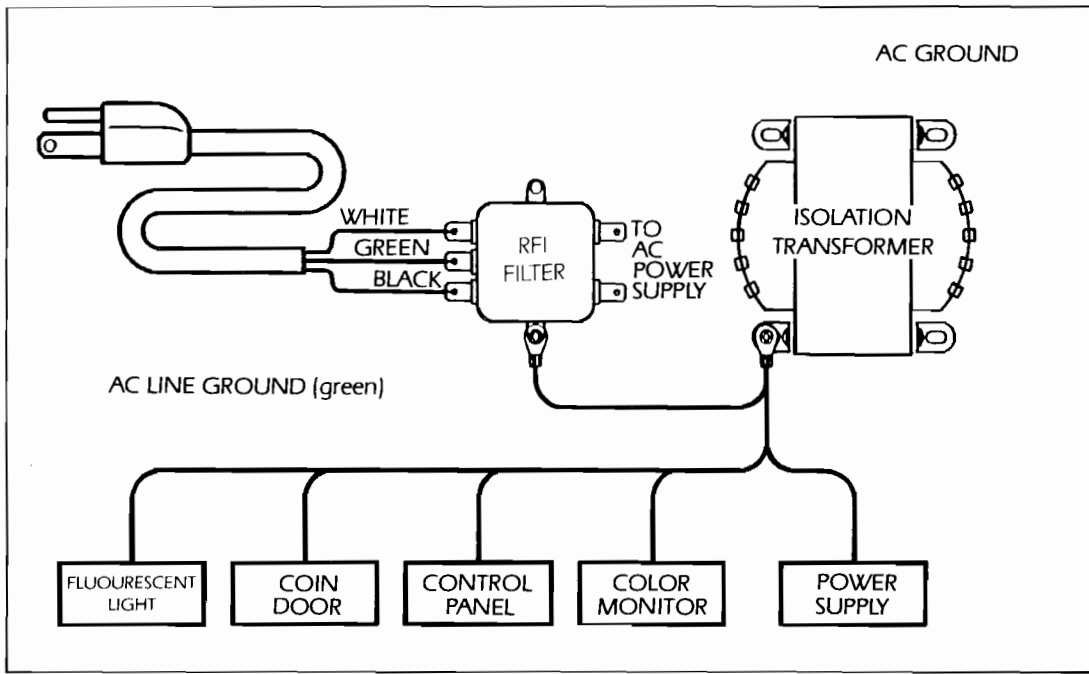 AC GROUND
WHITE
GREEN
BLACK
RFI
FILTER
TO
AC
POWER
SUPPLY
ISOLATION
TRANSFORMER
AC LINE GROUND (green)
FLUOURESCENT
LIGHT
COIN
DOOR
CONTROL
PANEL
COLOR
MONITOR
POWER
SUPPLY